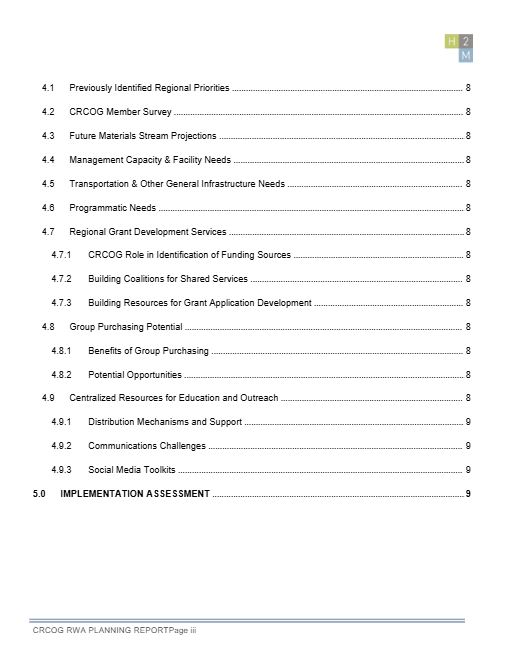 H 2
M
4.1 Previously Identified Regional Priorities ........ 8
4.2 CRCOG Member Survey ........ 8
4.3 Future Materials Stream Projections ........ 8
4.4 Management Capacity & Facility Needs ........ 8
4.5 Transportation & Other General Infrastructure Needs ........ 8
4.6 Programmatic Needs ........ 8
4.7 Regional Grant Development Services ........ 8
4.7.1 CRCOG Role in Identification of Funding Sources ........ 8
4.7.2 Building Coalitions for Shared Services ........ 8
4.7.3 Building Resources for Grant Application Development ........ 8
4.8 Group Purchasing Potential ........ 8
4.8.1 Benefits of Group Purchasing ........ 8
4.8.2 Potential Opportunities ........ 8
4.9 Centralized Resources for Education and Outreach ........ 8
4.9.1 Distribution Mechanisms and Support ........ 9
4.9.2 Communications Challenges ........ 9
4.9.3 Social Media Toolkits ........ 9
5.0 IMPLEMENTATION ASSESSMENT ........ 9
CRCOG RWA PLANNING REPORTPage iii